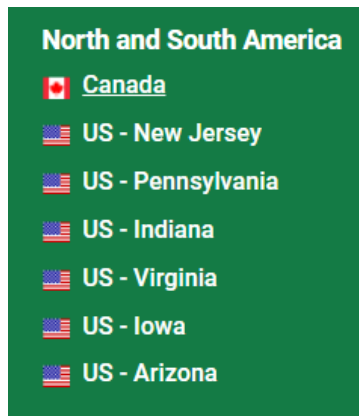 North and South America
Canada
US - New Jersey
US - Pennsylvania
US - Indiana
US - Virginia
US - Iowa
US - Arizona